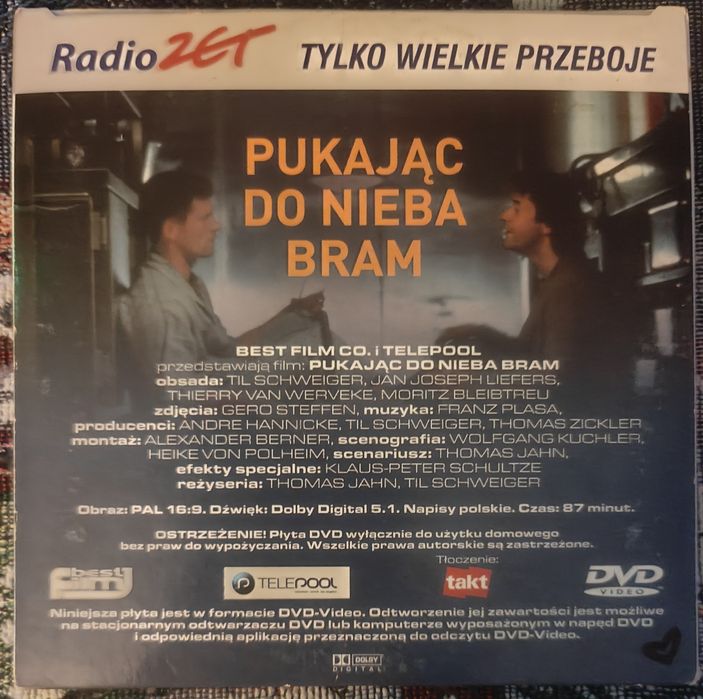 Radio ZET TYLKO WIELKIE PRZEBOJE
PUKAJĄC
DO NIEBA
BRAM
BEST FILM CO. i TELEPOOL
przedstawiają film: PUKAJĄC DO NIEBA BRAM
obsada: TIL SCHWEIGER, JAN JOSEPH LIEFERS,
THIERRY VAN WERVEKE, MORITZ BLEIBTREU
zdjęcia: GERO STEFFEN, muzyka: FRANZ PLASA,
producenci: ANDRE HANNICKE, TIL SCHWEIGER, THOMAS ZICKLER
montaż: ALEXANDER BERNER, scenografia: WOLFGANG KUCHLER,
HEIKE VON POLHEIM, scenariusz: THOMAS JAHN,
efekty specjalne: KLAUS-PETER SCHULTZE
reżyseria: THOMAS JAHN, TIL SCHWEIGER
Obraz: PAL 16:9. Dźwięk: Dolby Digital 5.1. Napisy polskie. Czas: 87 minut.
OSTRZEŻENIE! Płyta DVD wyłącznie do użytku domowego
bez praw do wypożyczania. Wszelkie prawa autorskie są zastrzeżone.
Tłoczenie:
best film
TELEPOOL
takt
DVD
VIDEO
Niniejsza płyta jest w formacie DVD-Video. Odtworzenie jej zawartości jest możliwe
na stacjonarnym odtwarzaczu DVD lub komputerze wyposażonym w napęd DVD
i odpowiednią aplikację przeznaczoną do odczytu DVD-Video.
DOLBY
DIGITAL